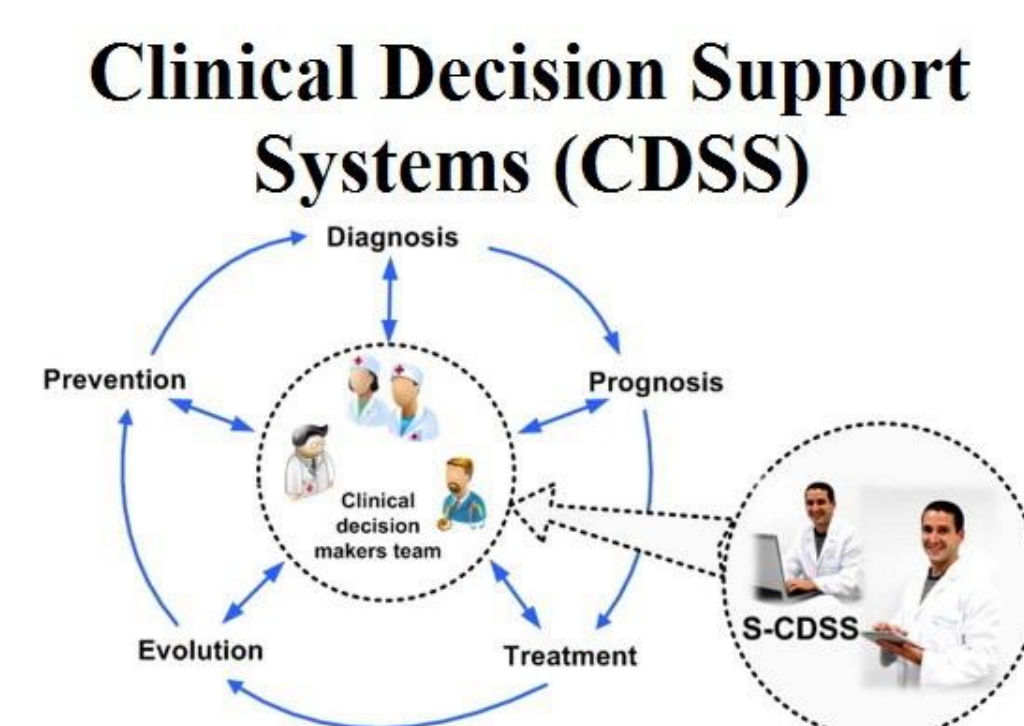 Clinical Decision Support
Systems (CDSS)
Diagnosis
Prevention
Prognosis
Clinical
decision
makers team
S-CDSS
Evolution
Treatment